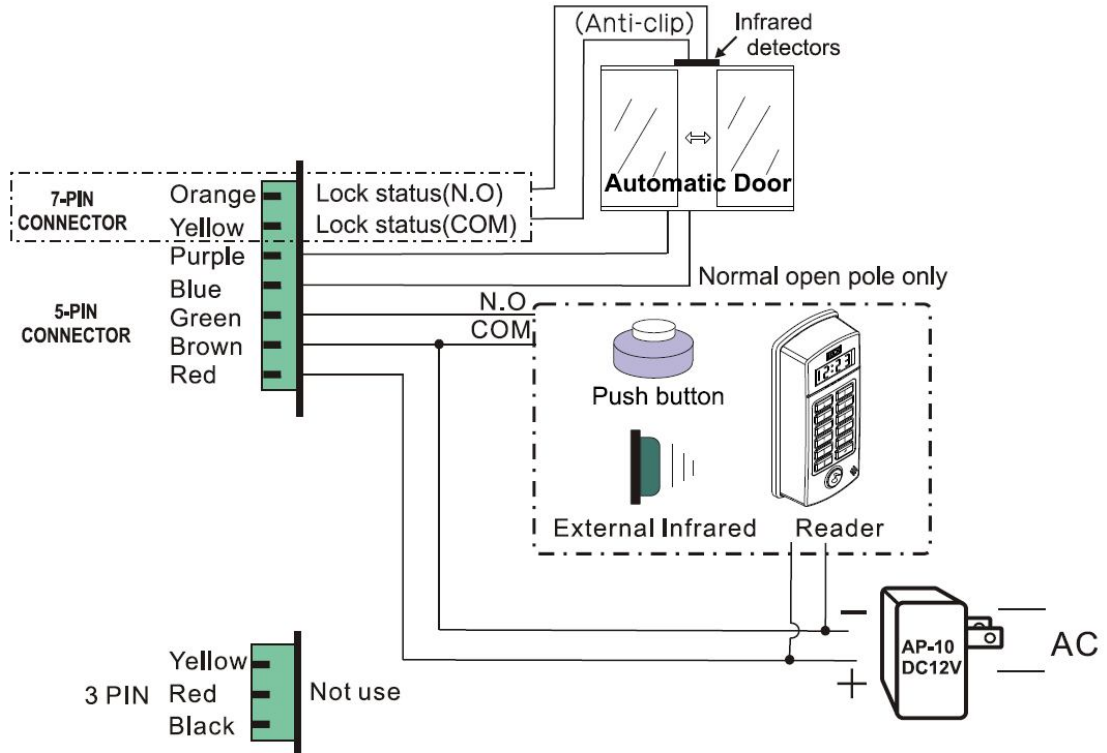 (Anti-clip)
Infrared
detectors
Automatic Door
7-PIN
CONNECTOR
Orange
Lock status(N.O)
Yellow
Lock status(COM)
Purple
Blue
Normal open pole only
5-PIN
CONNECTOR
Green
N.O
Brown
COM
Red
12:23
Push button
External Infrared
Reader
AP-10
DC12V
−
+
AC
3 PIN
Yellow
Red
Black
Not use